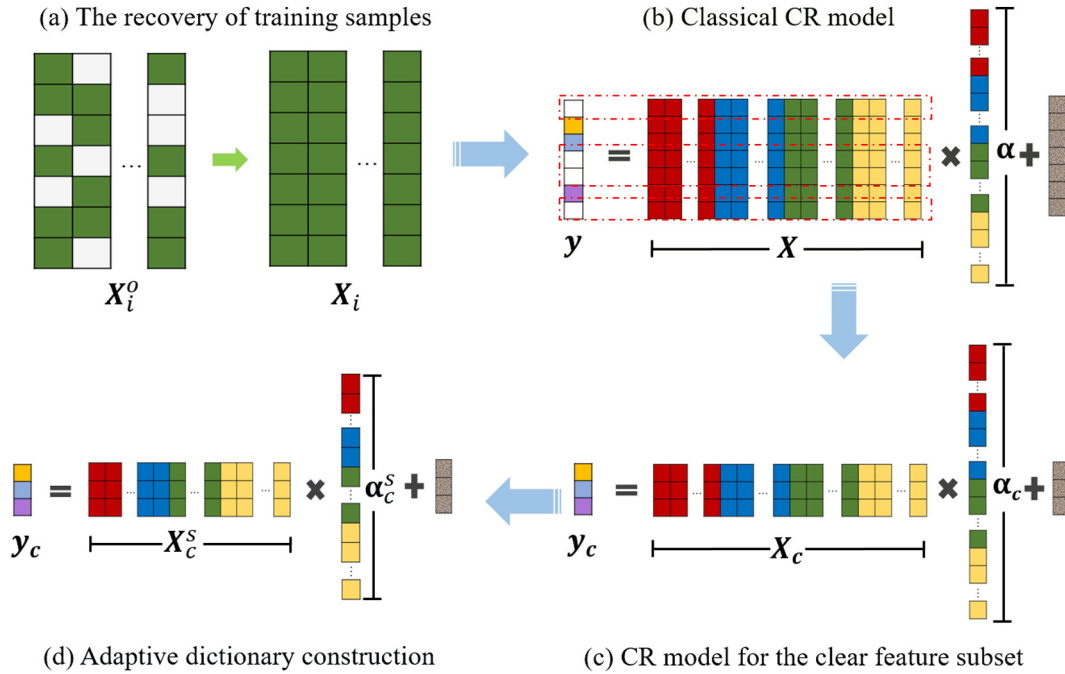 (a) The recovery of training samples
(b) Classical CR model
... ...
X_i^o X_i
y = ... ... ... ... × α +
X
y_c = ... ... ... × α_c^s +
X_c^s
y_c = ... ... ... ... × α_c +
X_c
(d) Adaptive dictionary construction
(c) CR model for the clear feature subset